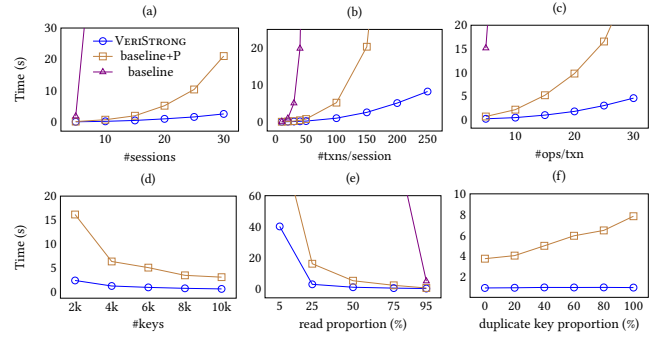 (a)
(b)
(c)
Time (s)
30
20
10
0
10
20
30
#sessions
20
10
0
0
50
100
150
200
250
#txns/session
20
15
10
5
0
10
20
30
#ops/txn
VERISTRONG
baseline+P
baseline
(d)
(e)
(f)
Time (s)
20
15
10
5
0
2k
4k
6k
8k
10k
#keys
60
40
20
0
5
25
50
75
95
read proportion (%)
10
8
6
4
2
0
20
40
60
80
100
duplicate key proportion (%)